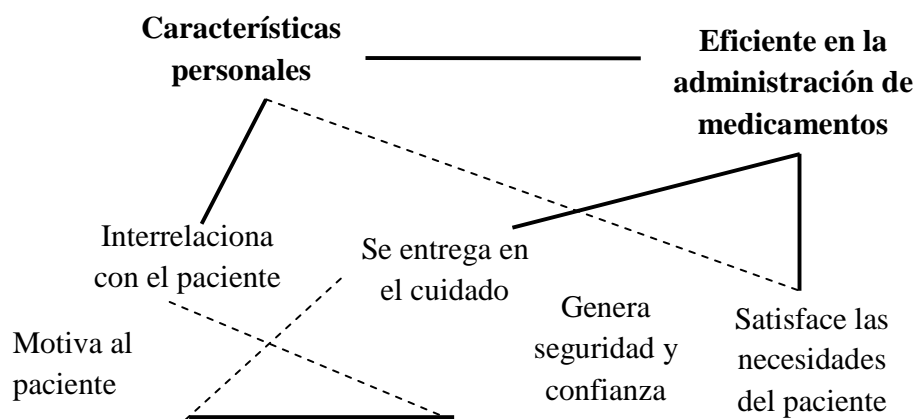 Características
personales
Eficiente en la
administración de
medicamentos
Interrelaciona
con el paciente
Se entrega en
el cuidado
Genera
seguridad y
confianza
Satisface las
necesidades
del paciente
Motiva al
paciente